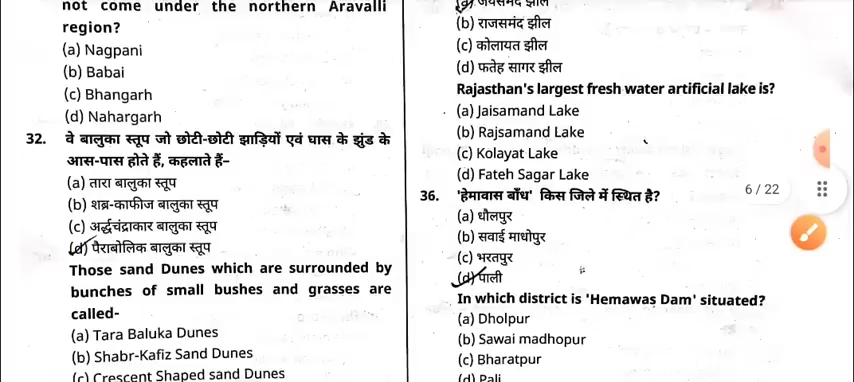 not come under the northern Aravalli
region?
(a) Nagpani
(b) Babai
(c) Bhangarh
(d) Nahargarh
32. वे बालुका स्तूप जो छोटी-छोटी झाड़ियों एवं घास के झुंड के
आस-पास होते हैं, कहलाते हैं-
(a) तारा बालुका स्तूप
(b) शब्र-काफीज बालुका स्तूप
(c) अर्द्धचंद्राकार बालुका स्तूप
(d) पैराबोलिक बालुका स्तूप
Those sand Dunes which are surrounded by
bunches of small bushes and grasses are
called-
(a) Tara Baluka Dunes
(b) Shabr-Kafiz Sand Dunes
(c) Crescent Shaped sand Dunes
(a) जयसमंद झील
(b) राजसमंद झील
(c) कोलायत झील
(d) फतेह सागर झील
Rajasthan's largest fresh water artificial lake is?
(a) Jaisamand Lake
(b) Rajsamand Lake
(c) Kolayat Lake
(d) Fateh Sagar Lake
36. 'हेमावास बाँध' किस जिले में स्थित है?
(a) धौलपुर
(b) सवाई माधोपुर
(c) भरतपुर
(d) पाली
In which district is 'Hemawas Dam' situated?
(a) Dholpur
(b) Sawai madhopur
(c) Bharatpur
(d) Pali
6 / 22